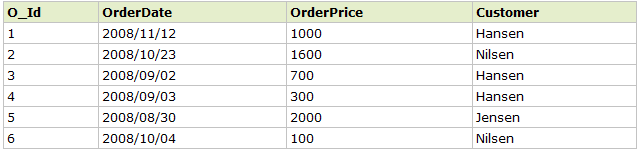 O_Id OrderDate OrderPrice Customer
1 2008/11/12 1000 Hansen
2 2008/10/23 1600 Nilsen
3 2008/09/02 700 Hansen
4 2008/09/03 300 Hansen
5 2008/08/30 2000 Jensen
6 2008/10/04 100 Nilsen